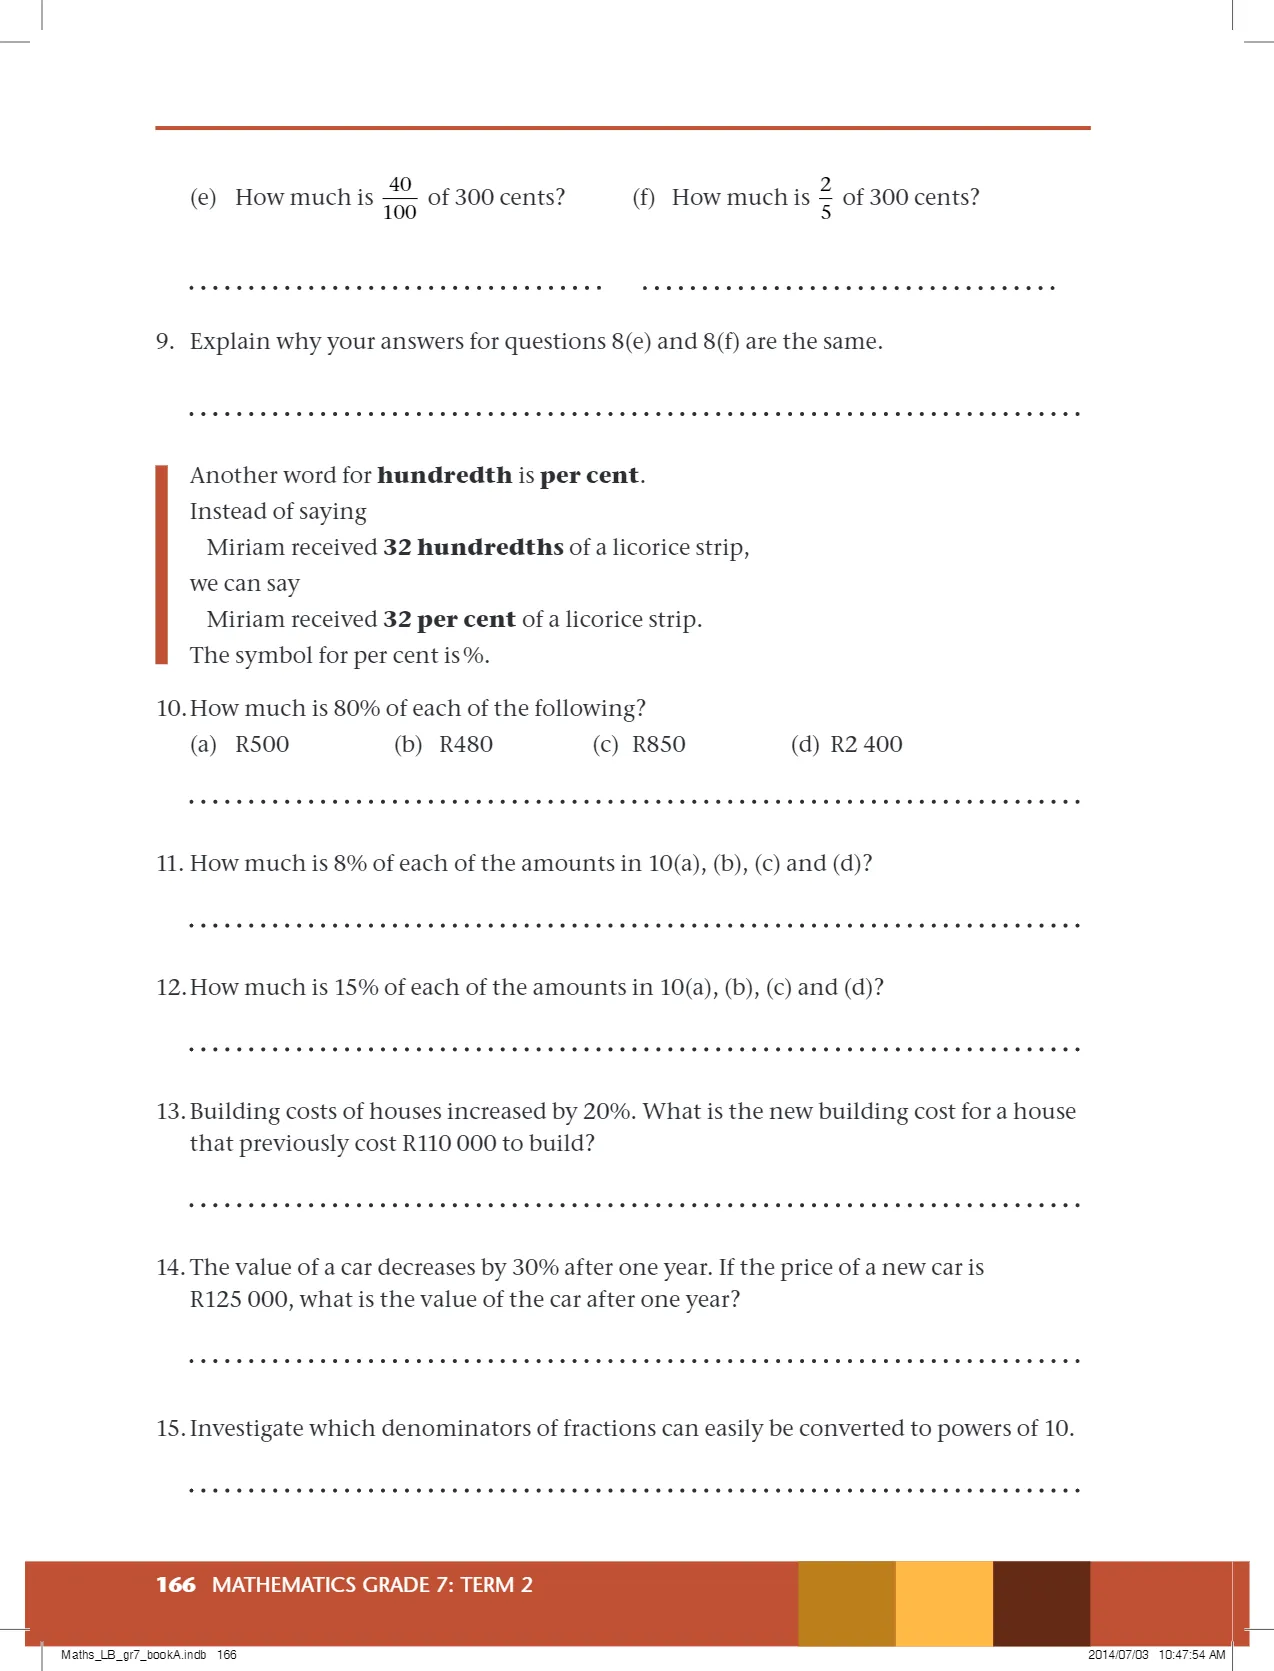 (e) How much is 40/100 of 300 cents? (f) How much is 2/5 of 300 cents?
9. Explain why your answers for questions 8(e) and 8(f) are the same.
Another word for hundredth is per cent.
Instead of saying
Miriam received 32 hundredths of a licorice strip,
we can say
Miriam received 32 per cent of a licorice strip.
The symbol for per cent is %.
10. How much is 80% of each of the following?
(a) R500 (b) R480 (c) R850 (d) R2 400
11. How much is 8% of each of the amounts in 10(a), (b), (c) and (d)?
12. How much is 15% of each of the amounts in 10(a), (b), (c) and (d)?
13. Building costs of houses increased by 20%. What is the new building cost for a house
that previously cost R110 000 to build?
14. The value of a car decreases by 30% after one year. If the price of a new car is
R125 000, what is the value of the car after one year?
15. Investigate which denominators of fractions can easily be converted to powers of 10.
166 MATHEMATICS GRADE 7: TERM 2
Maths_LB_gr7_bookA.indb 166 2014/07/03 10:47:54 AM